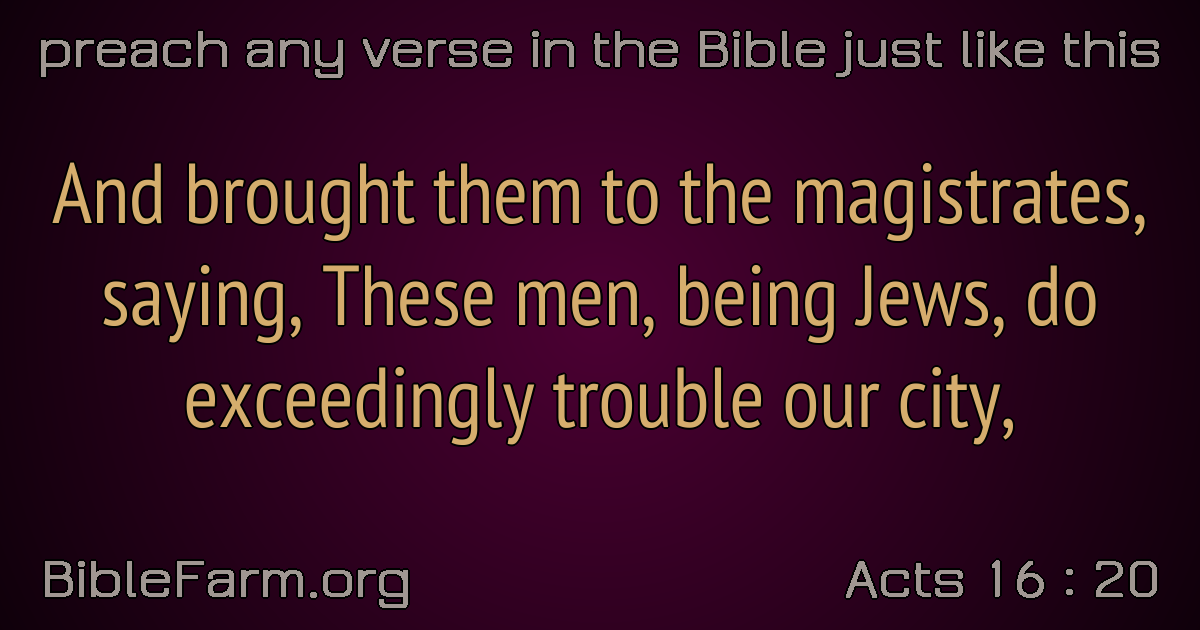 preach any verse in the Bible just like this
And brought them to the magistrates,
saying, These men, being Jews, do
exceedingly trouble our city,
BibleFarm.org
Acts 16 : 20